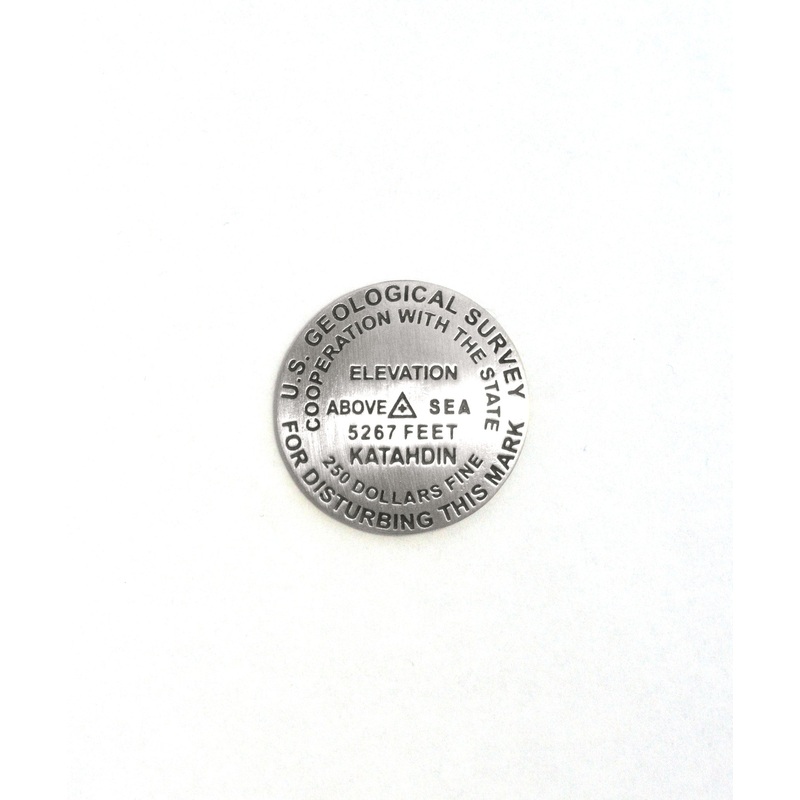 U.S. GEOLOGICAL SURVEY
COOPERATION WITH THE STATE
ELEVATION
ABOVE SEA
5267 FEET
KATAHDIN
250 DOLLARS FINE
FOR DISTURBING THIS MARK